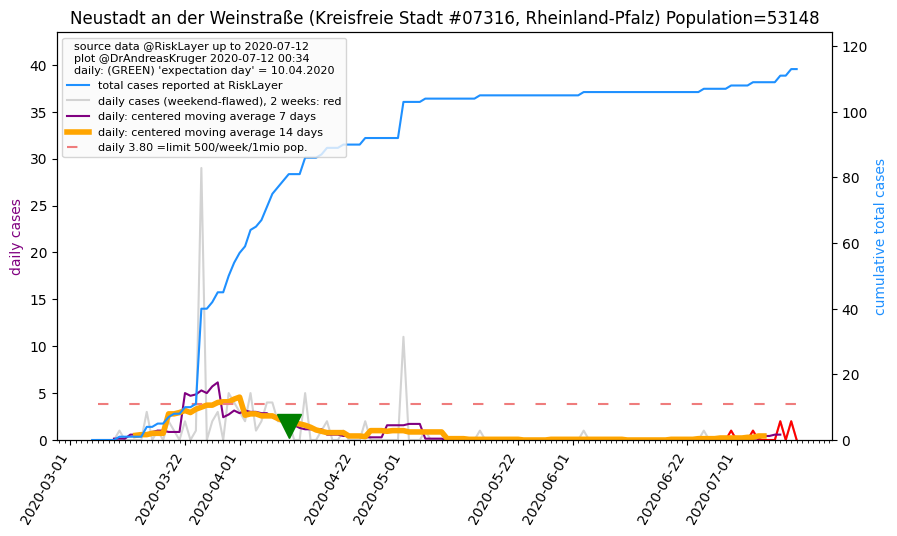 Neustadt an der Weinstraße (Kreisfreie Stadt #07316, Rheinland-Pfalz) Population=53148
source data @RiskLayer up to 2020-07-12
plot @DrAndreasKruger 2020-07-12 00:34
daily: (GREEN) 'expectation day' = 10.04.2020
total cases reported at RiskLayer
daily cases (weekend-flawed), 2 weeks: red
daily: centered moving average 7 days
daily: centered moving average 14 days
daily 3.80 =limit 500/week/1mio pop.
daily cases
40
35
30
25
20
15
10
5
0
120
100
80
60
40
20
0
cumulative total cases
2020-03-01
2020-03-22
2020-04-01
2020-04-22
2020-05-01
2020-05-22
2020-06-01
2020-06-22
2020-07-01